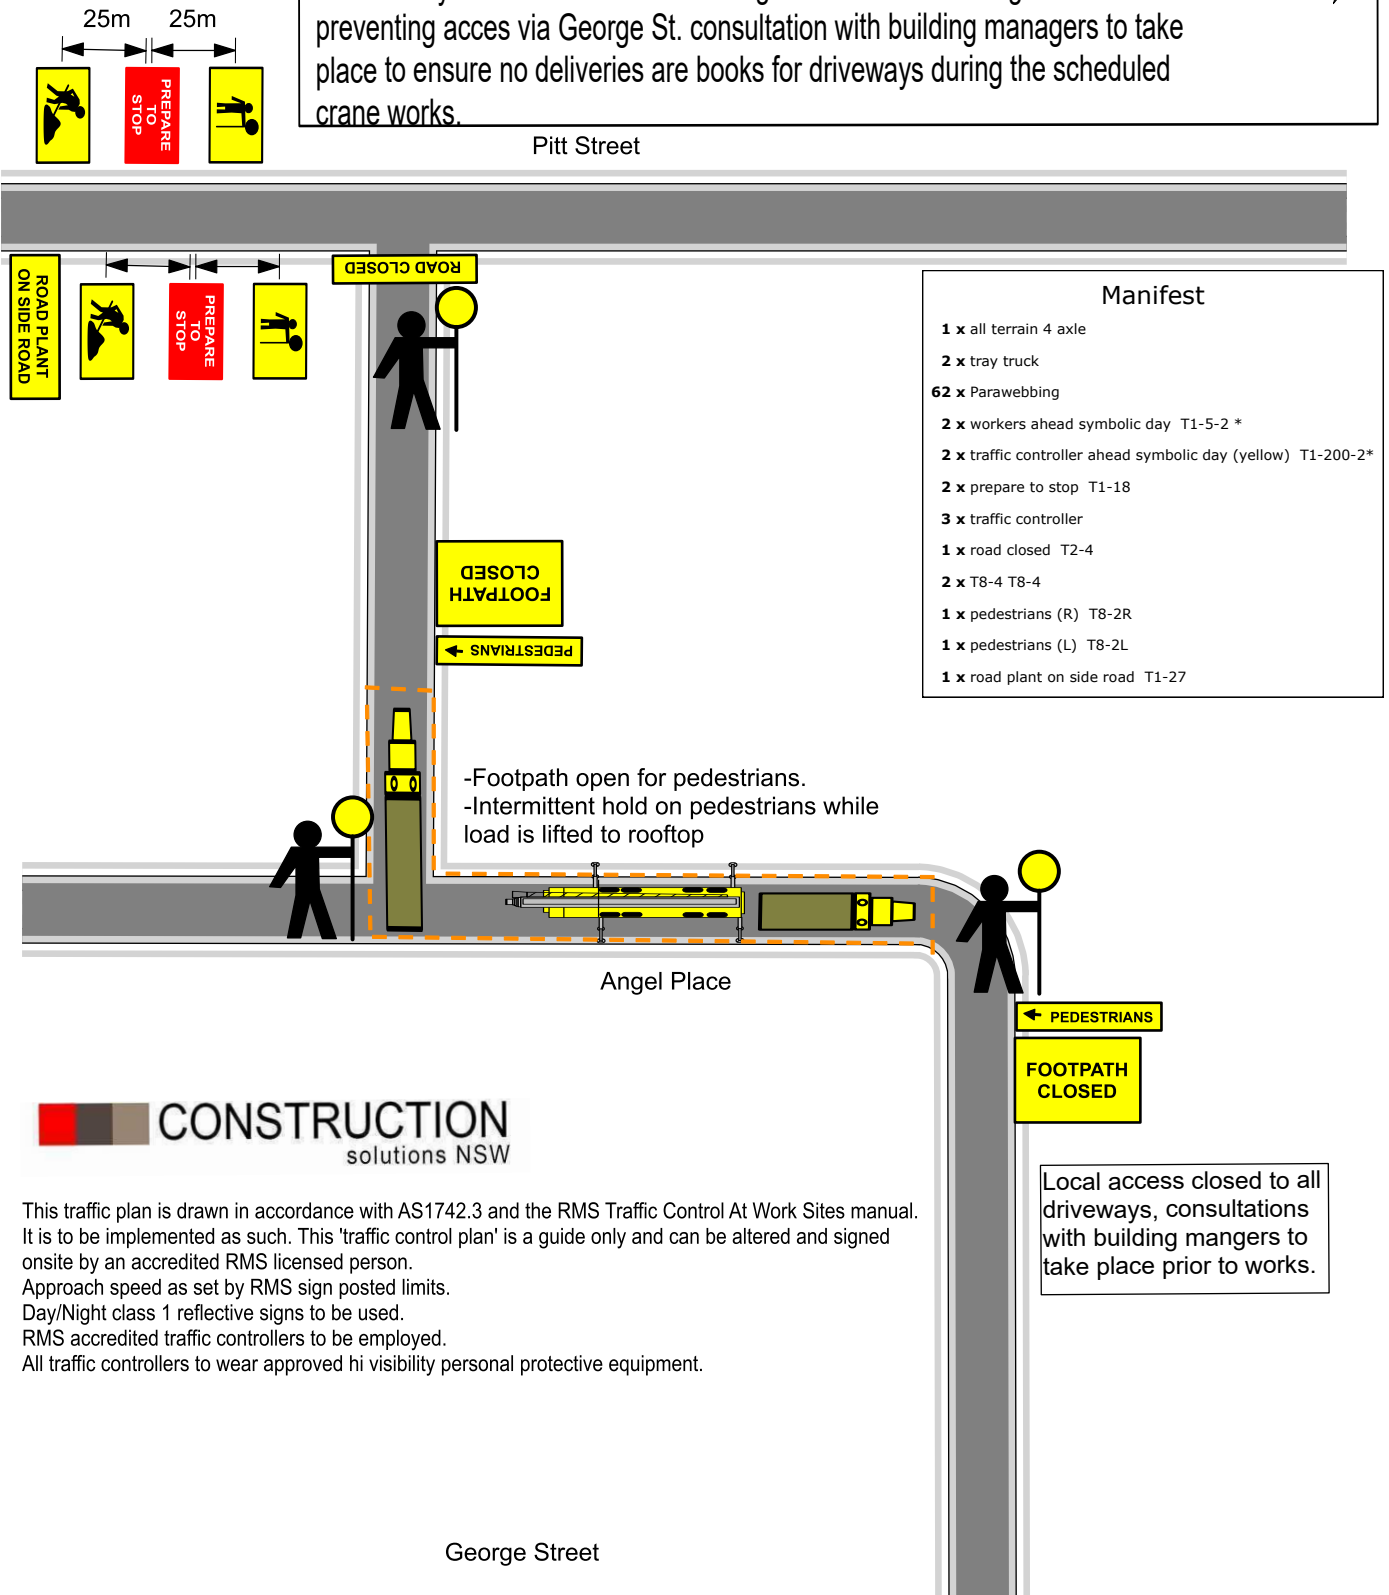 25m 25m
preventing acces via George St. consultation with building managers to take
place to ensure no deliveries are books for driveways during the scheduled
crane works.
PREPARE
TO
STOP
Pitt Street
ROAD PLANT
ON SIDE ROAD
PREPARE
TO
STOP
ROAD CLOSED
Manifest
1 x all terrain 4 axle
2 x tray truck
62 x Parawebbing
2 x workers ahead symbolic day T1-5-2 *
2 x traffic controller ahead symbolic day (yellow) T1-200-2*
2 x prepare to stop T1-18
3 x traffic controller
1 x road closed T2-4
2 x T8-4 T8-4
1 x pedestrians (R) T8-2R
1 x pedestrians (L) T8-2L
1 x road plant on side road T1-27
FOOTPATH
CLOSED
PEDESTRIANS
-Footpath open for pedestrians.
-Intermittent hold on pedestrians while
load is lifted to rooftop
Angel Place
PEDESTRIANS
FOOTPATH
CLOSED
CONSTRUCTION
solutions NSW
Local access closed to all
driveways, consultations
with building mangers to
take place prior to works.
This traffic plan is drawn in accordance with AS1742.3 and the RMS Traffic Control At Work Sites manual.
It is to be implemented as such. This 'traffic control plan' is a guide only and can be altered and signed
onsite by an accredited RMS licensed person.
Approach speed as set by RMS sign posted limits.
Day/Night class 1 reflective signs to be used.
RMS accredited traffic controllers to be employed.
All traffic controllers to wear approved hi visibility personal protective equipment.
George Street